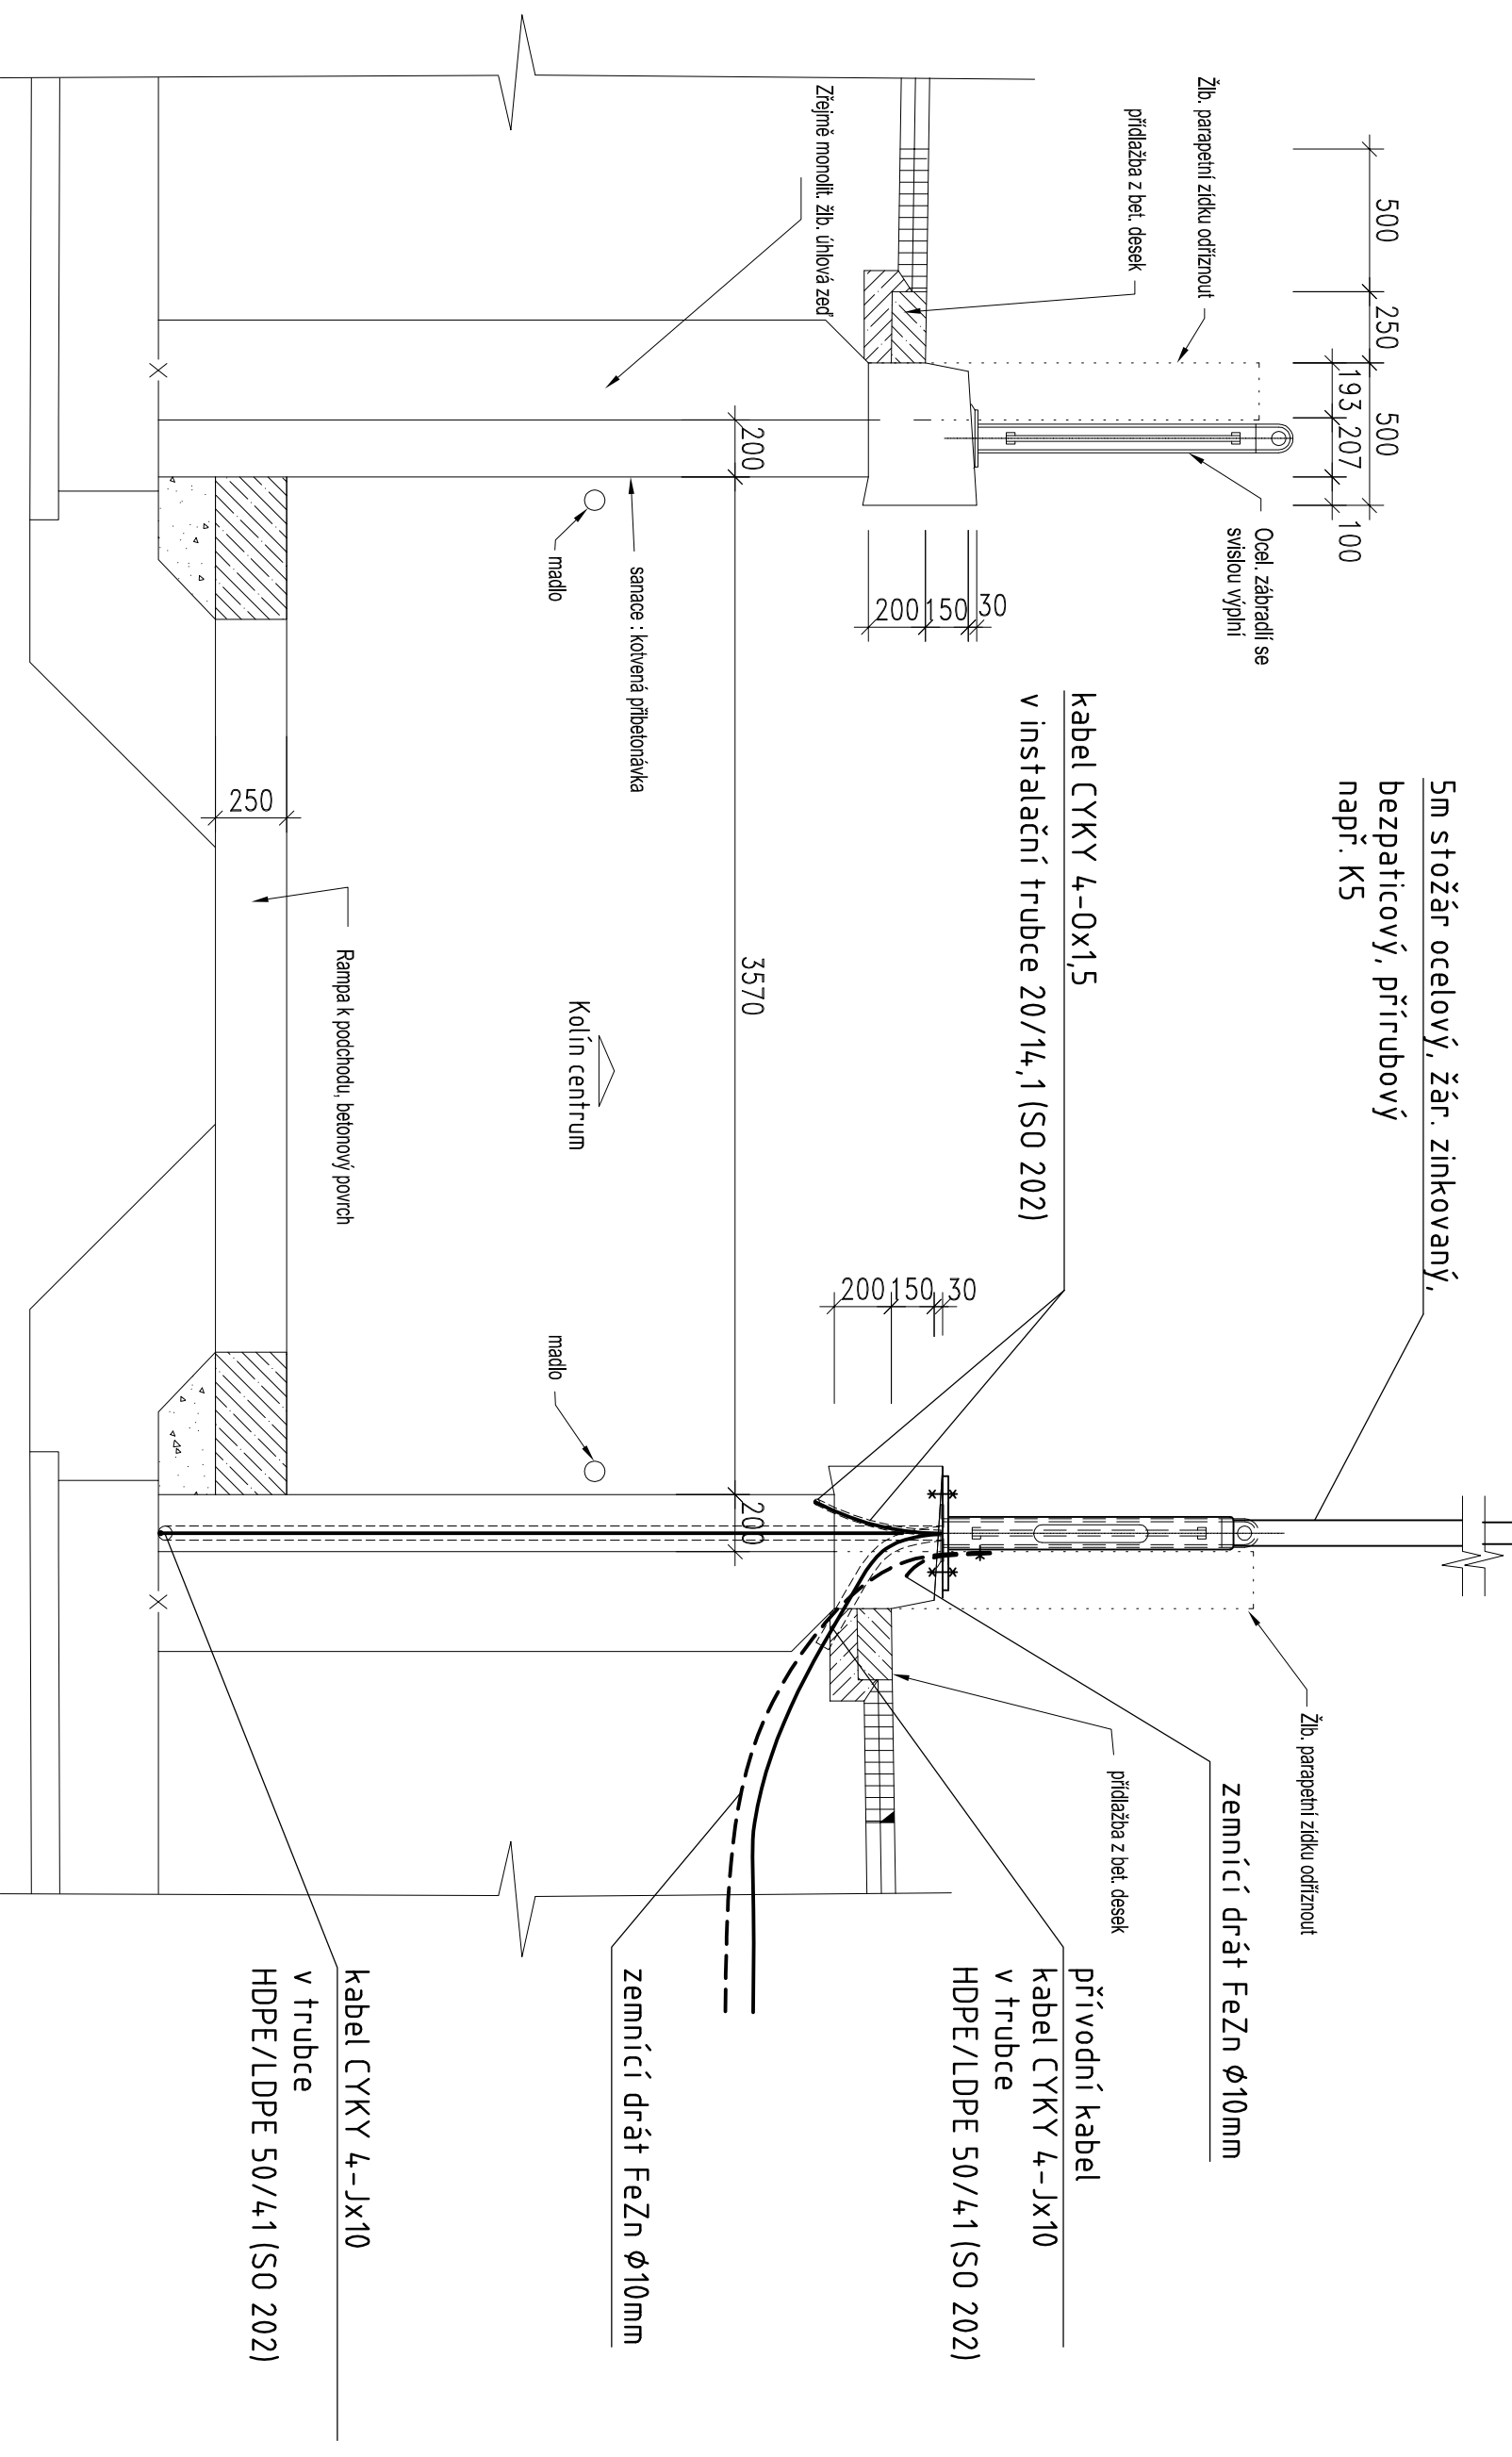 5m stožár ocelový, žár. zinkovaný,
bezpaticový, přírubový
např. K5
500
250
500
193
207
100
Žlb. parapetní zídku odříznout
přídlažba z bet. desek
Ocel. zábradlí se
svislou výplní
200
150
30
kabel CYKY 4-Ox1,5
v instalační trubce 20/14,1 (SO 202)
200
150
30
Žlb. parapetní zídku odříznout
zemnící drát FeZn Ø10mm
přídlažba z bet. desek
přívodní kabel
kabel CYKY 4-Jx10
v trubce
HDPE/LDPE 50/41 (SO 202)
Zřejmě monolit. žlb. úhlová zeď
200
3570
200
sanace : kotvená přibetonávka
madlo
Kolín centrum
madlo
zemnící drát FeZn Ø10mm
250
Rampa k podchodu, betonový povrch
kabel CYKY 4-Jx10
v trubce
HDPE/LDPE 50/41 (SO 202)